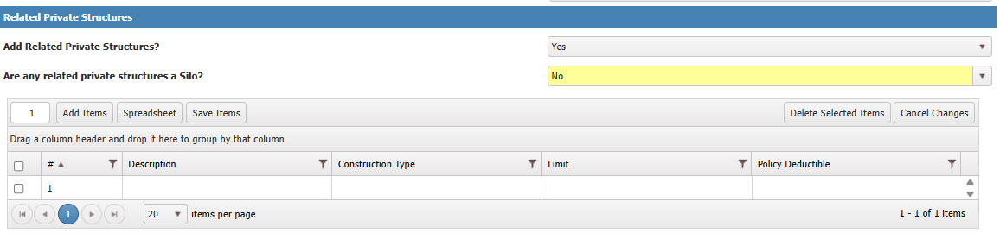 Related Private Structures
Add Related Private Structures? Yes
Are any related private structures a Silo? No
1 Add Items Spreadsheet Save Items Delete Selected Items Cancel Changes
Drag a column header and drop it here to group by that column
# Description Construction Type Limit Policy Deductible
1
1 20 items per page 1 - 1 of 1 items